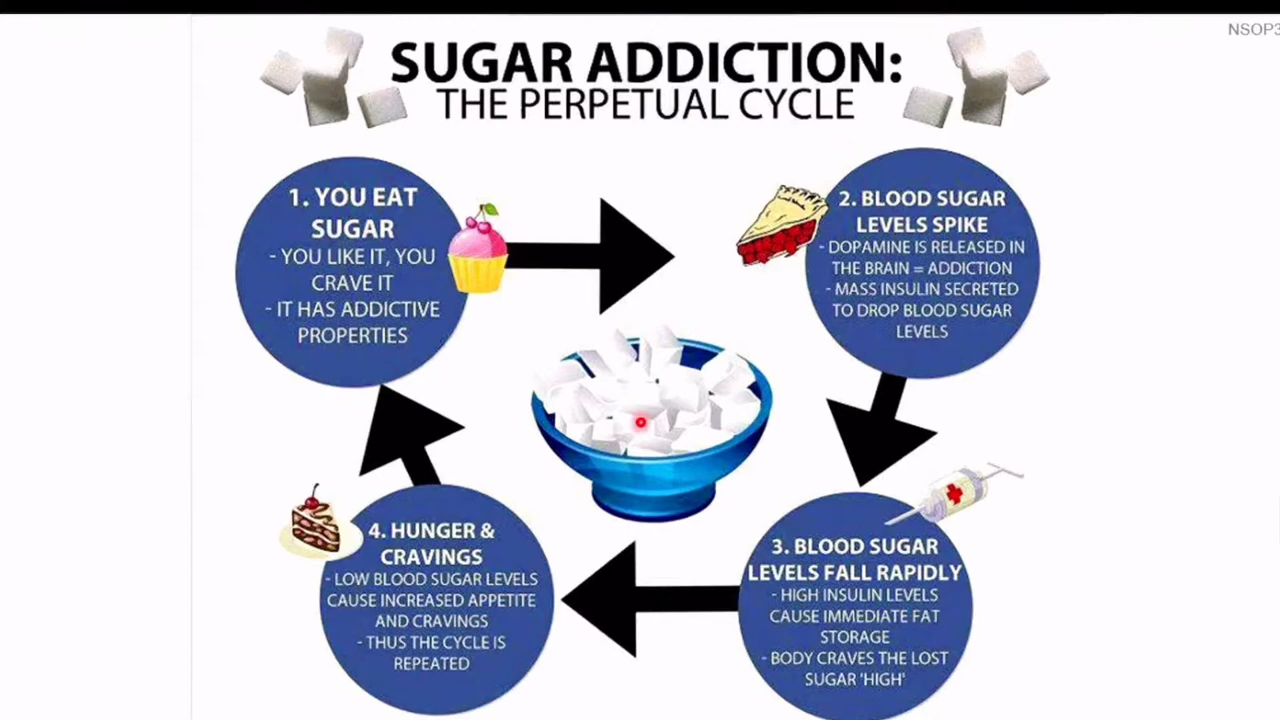 NSOP3
SUGAR ADDICTION:
THE PERPETUAL CYCLE
1. YOU EAT
SUGAR
- YOU LIKE IT, YOU
CRAVE IT
- IT HAS ADDICTIVE
PROPERTIES
2. BLOOD SUGAR
LEVELS SPIKE
- DOPAMINE IS RELEASED IN
THE BRAIN = ADDICTION
- MASS INSULIN SECRETED
TO DROP BLOOD SUGAR
LEVELS
3. BLOOD SUGAR
LEVELS FALL RAPIDLY
- HIGH INSULIN LEVELS
CAUSE IMMEDIATE FAT
STORAGE
- BODY CRAVES THE LOST
SUGAR 'HIGH'
4. HUNGER &
CRAVINGS
- LOW BLOOD SUGAR LEVELS
CAUSE INCREASED APPETITE
AND CRAVINGS
- THUS THE CYCLE IS
REPEATED